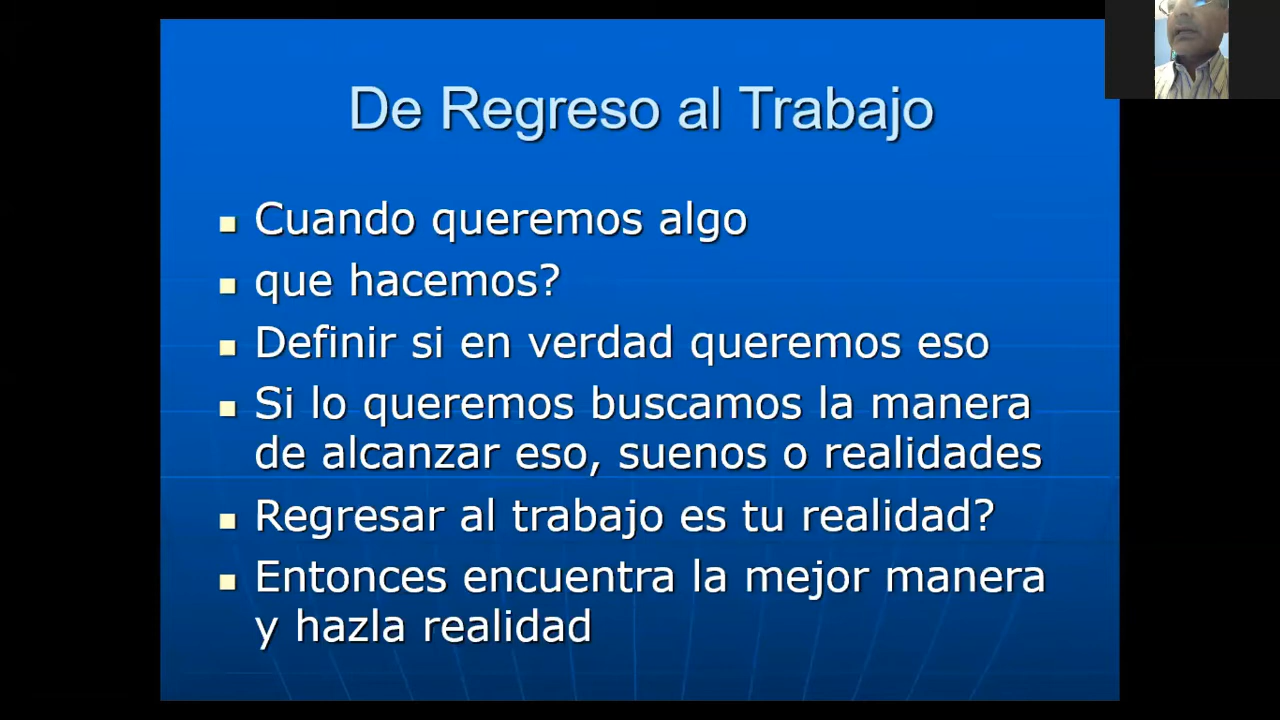 De Regreso al Trabajo
Cuando queremos algo
que hacemos?
Definir si en verdad queremos eso
Si lo queremos buscamos la manera
de alcanzar eso, suenos o realidades
Regresar al trabajo es tu realidad?
Entonces encuentra la mejor manera
y hazla realidad